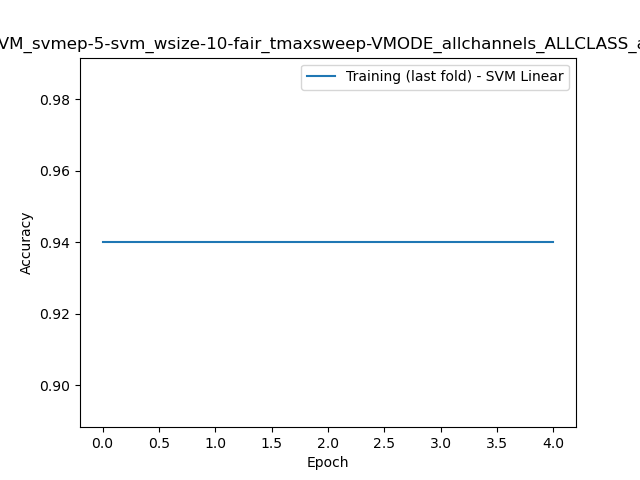 VM_svmep-5-svm_wsize-10-fair_tmaxsweep-VMODE_allchannels_ALLCLASS_a
Training (last fold) - SVM Linear
0.98
0.96
0.94
0.92
0.90
Accuracy
0.0 0.5 1.0 1.5 2.0 2.5 3.0 3.5 4.0
Epoch